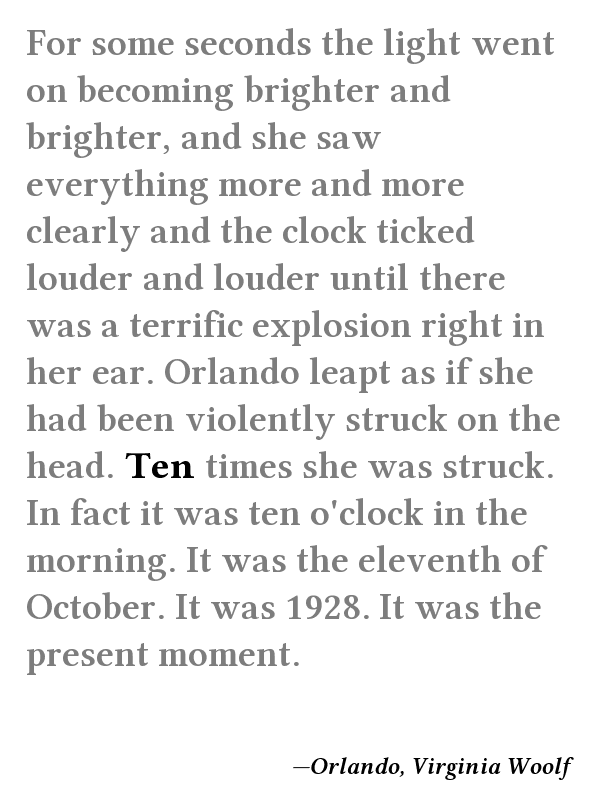 For some seconds the light went
on becoming brighter and
brighter, and she saw
everything more and more
clearly and the clock ticked
louder and louder until there
was a terrific explosion right in
her ear. Orlando leapt as if she
had been violently struck on the
head. Ten times she was struck.
In fact it was ten o'clock in the
morning. It was the eleventh of
October. It was 1928. It was the
present moment.
—Orlando, Virginia Woolf